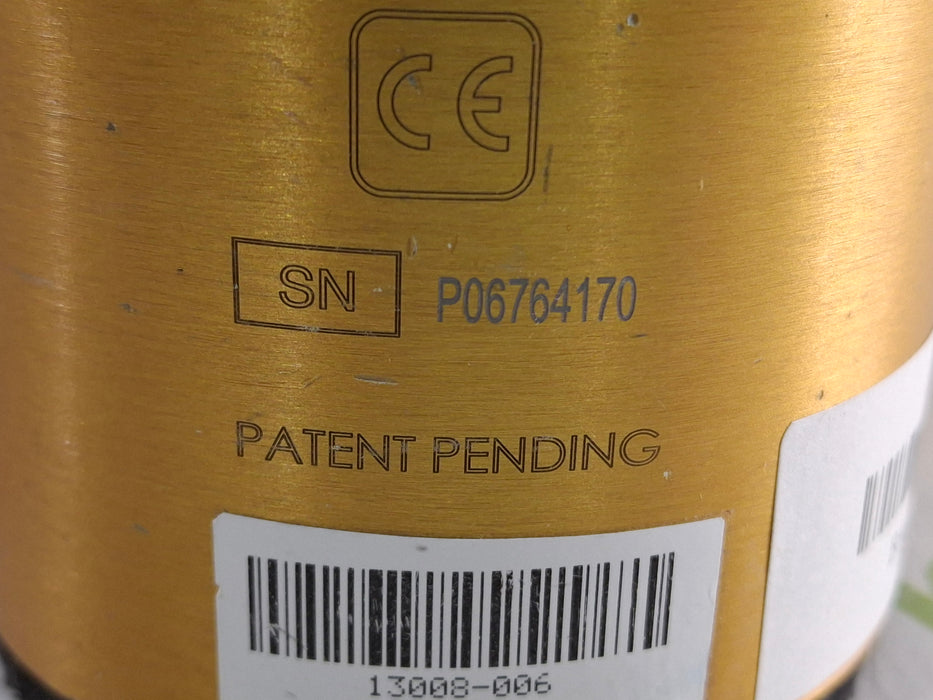 CE
SN P06764170
PATENT PENDING
13008-006